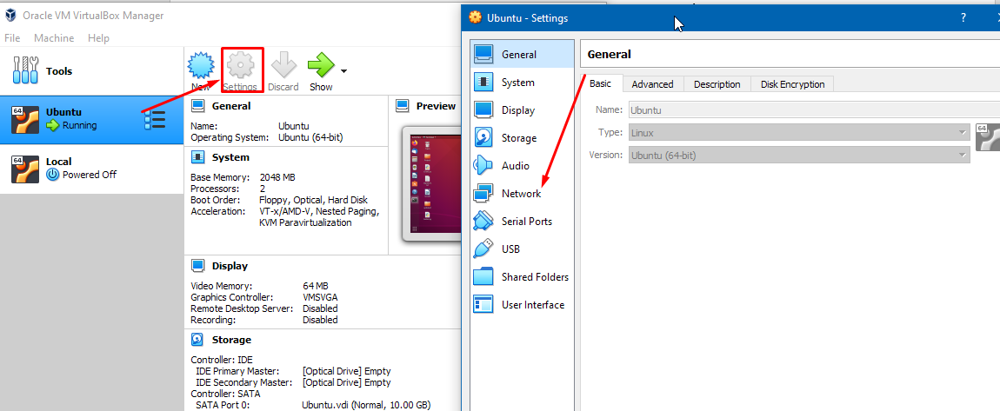 Oracle VM VirtualBox Manager
File Machine Help
Tools
New
Settings
Discard
Show
64
Ubuntu
Running
64
Local
Powered Off
General
Name: Ubuntu
Operating System: Ubuntu (64-bit)
Preview
System
Base Memory: 2048 MB
Processors: 2
Boot Order: Floppy, Optical, Hard Disk
Acceleration: VT-x/AMD-V, Nested Paging,
KVM Paravirtualization
Display
Video Memory: 64 MB
Graphics Controller: VMSVGA
Remote Desktop Server: Disabled
Recording: Disabled
Storage
Controller: IDE
IDE Primary Master: [Optical Drive] Empty
IDE Secondary Master: [Optical Drive] Empty
Controller: SATA
SATA Port 0: Ubuntu.vdi (Normal, 10.00 GB)
Ubuntu - Settings
?
General
System
Display
Storage
Audio
Network
Serial Ports
USB
Shared Folders
User Interface
General
Basic Advanced Description Disk Encryption
Name: Ubuntu
Type: Linux
64
Version: Ubuntu (64-bit)